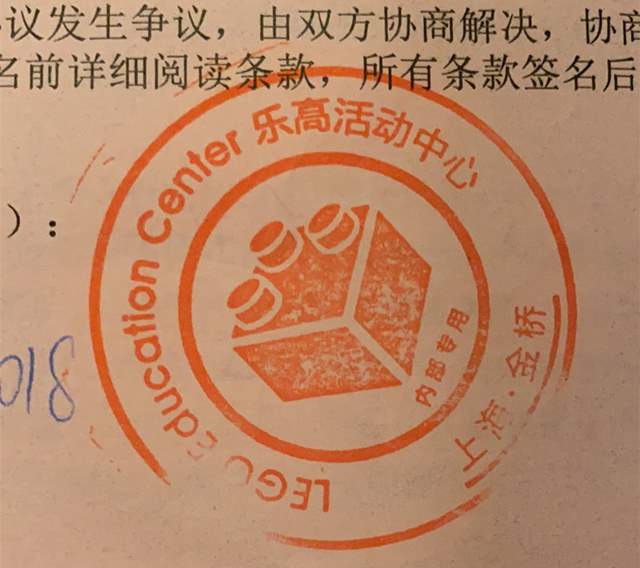 议发生争议，由双方协商解决，协商
名前详细阅读条款，所有条款签名后
）：
018
LEGO Education Center 乐高活动中心
上海·金桥
内部专用